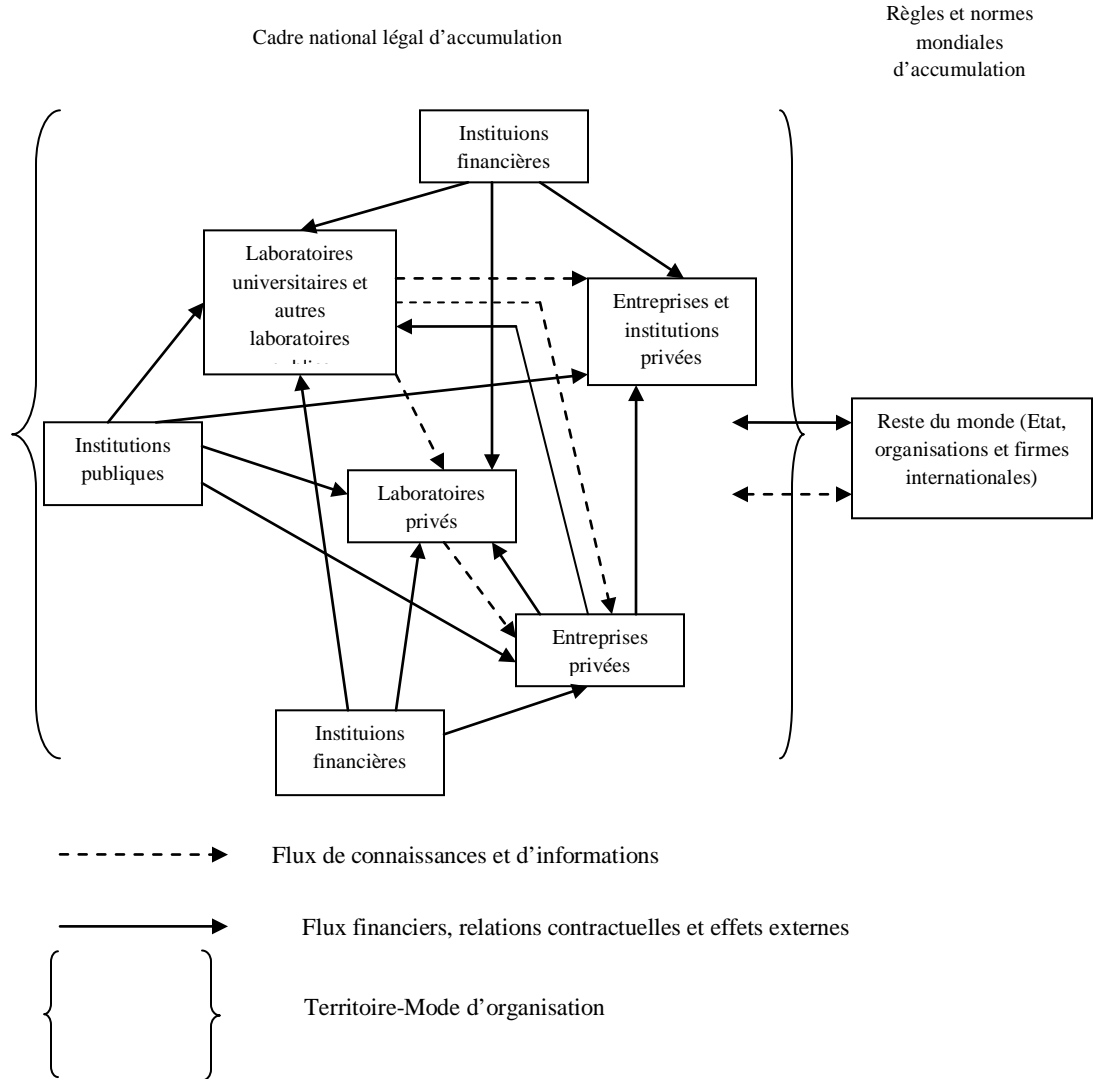 Cadre national légal d’accumulation
Règles et normes
mondiales
d’accumulation
Instituions
financières
Laboratoires
universitaires et
autres
laboratoires
Entreprises et
institutions
privées
Institutions
publiques
Reste du monde (Etat,
organisations et firmes
internationales)
Laboratoires
privés
Entreprises
privées
Instituions
financières
Flux de connaissances et d’informations
Flux financiers, relations contractuelles et effets externes
Territoire-Mode d’organisation